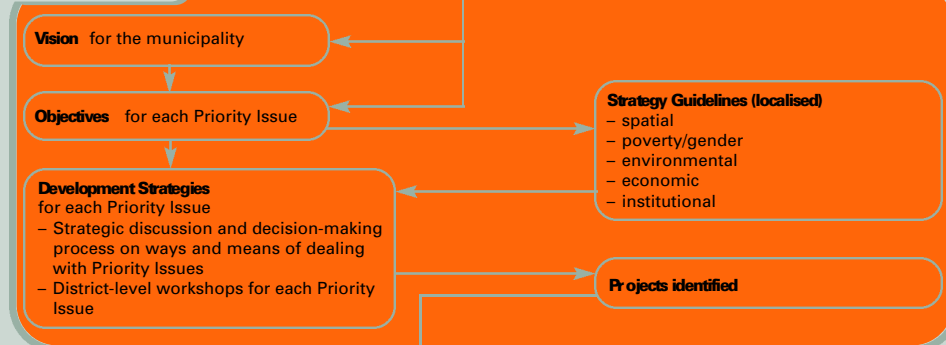 Vision for the municipality
Objectives for each Priority Issue
Strategy Guidelines (localised)
– spatial
– poverty/gender
– environmental
– economic
– institutional
Development Strategies
for each Priority Issue
– Strategic discussion and decision-making
process on ways and means of dealing
with Priority Issues
– District-level workshops for each Priority
Issue
Projects identified